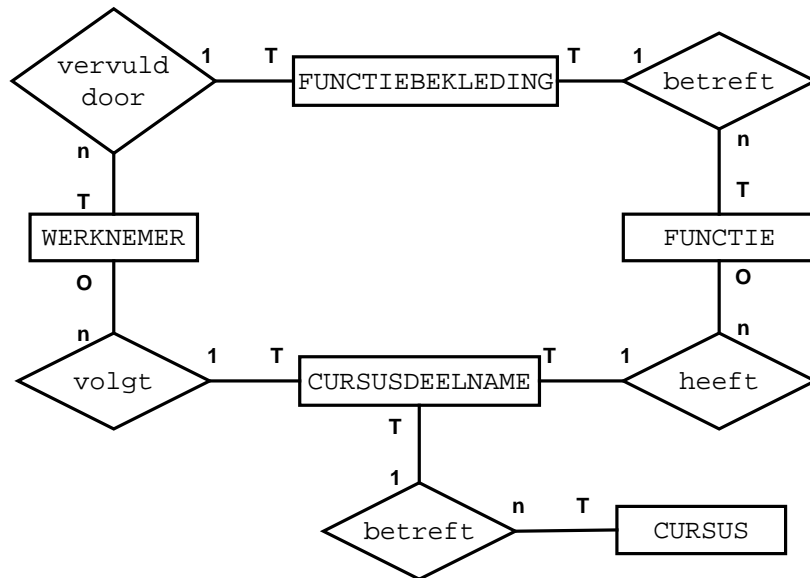 vervuld
door
1 T FUNCTIEBEKLEDING T 1
betreft
n n
T T
WERKNEMER FUNCTIE
O O
n n
volgt 1 T CURSUSDEELNAME T 1 heeft
T
1
betreft n T CURSUS